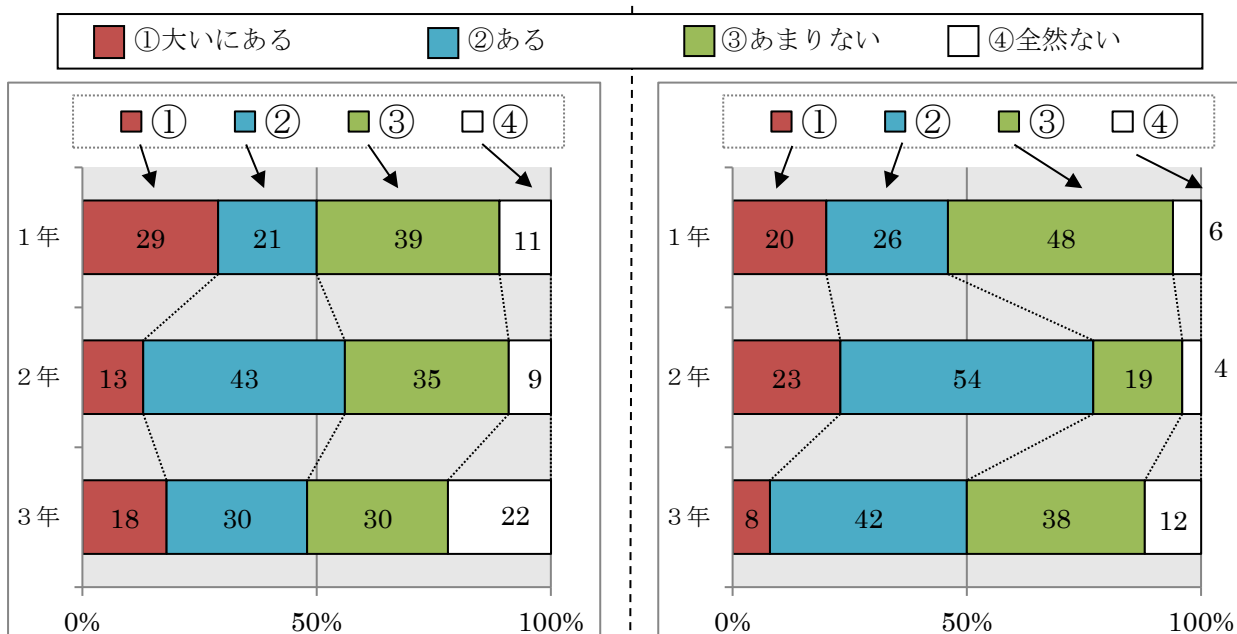 ①大いにある ②ある ③あまりない ④全然ない
① ② ③ ④
1年 29 21 39 11
2年 13 43 35 9
3年 18 30 30 22
0% 50% 100%
① ② ③ ④
1年 20 26 48 6
2年 23 54 19 4
3年 8 42 38 12
0% 50% 100%